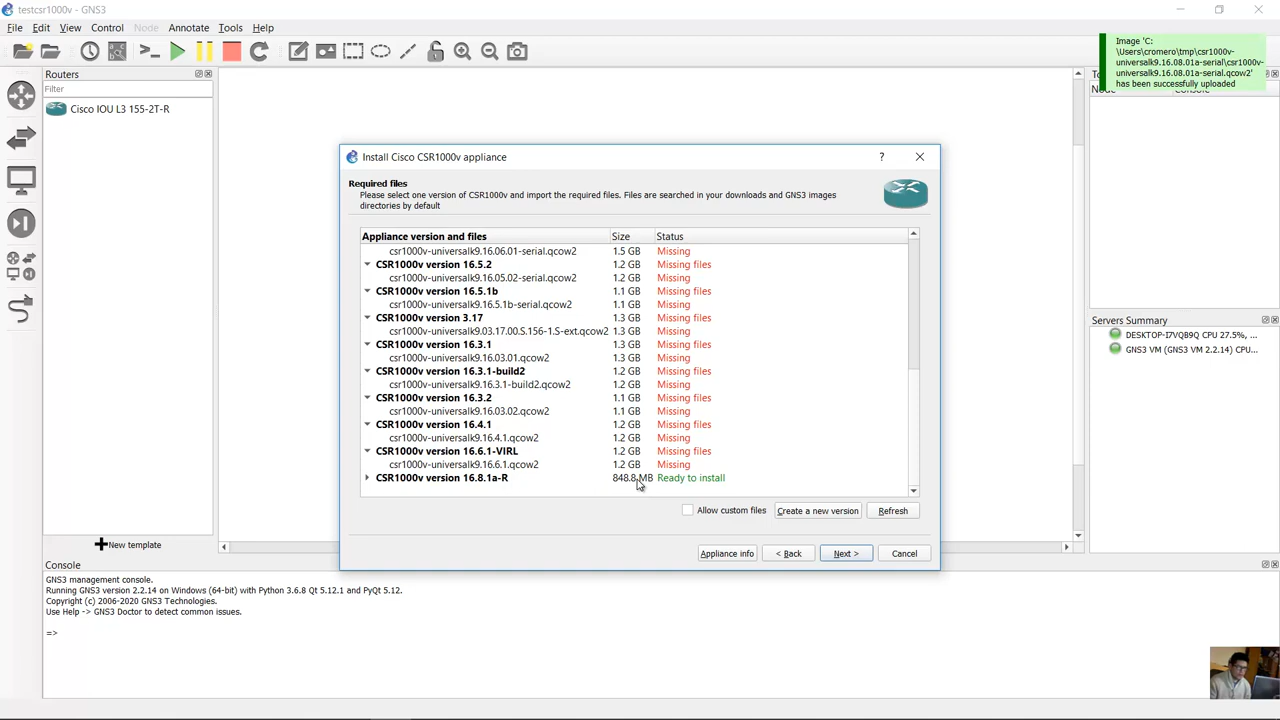 testcsr1000v - GNS3
File Edit View Control Node Annotate Tools Help
Image 'C:
\Users\cromero\tmp\csr1000v-
universalk9.16.08.01a-serial\csr1000v-
universalk9.16.08.01a-serial.qcow2'
has been successfully uploaded
Routers
Filter
Cisco IOU L3 155-2T-R
New template
Install Cisco CSR1000v appliance
?
Required files
Please select one version of CSR1000v and import the required files. Files are searched in your downloads and GNS3 images
directories by default
Appliance version and files Size Status
csr1000v-universalk9.16.06.01-serial.qcow2 1.5 GB Missing
CSR1000v version 16.5.2 1.2 GB Missing files
csr1000v-universalk9.16.05.02-serial.qcow2 1.2 GB Missing
CSR1000v version 16.5.1b 1.1 GB Missing files
csr1000v-universalk9.16.5.1b-serial.qcow2 1.1 GB Missing
CSR1000v version 3.17 1.3 GB Missing files
csr1000v-universalk9.03.17.00.S.156-1.S-ext.qcow2 1.3 GB Missing
CSR1000v version 16.3.1 1.3 GB Missing files
csr1000v-universalk9.16.03.01.qcow2 1.3 GB Missing
CSR1000v version 16.3.1-build2 1.2 GB Missing files
csr1000v-universalk9.16.3.1-build2.qcow2 1.2 GB Missing
CSR1000v version 16.3.2 1.1 GB Missing files
csr1000v-universalk9.16.03.02.qcow2 1.1 GB Missing
CSR1000v version 16.4.1 1.2 GB Missing files
csr1000v-universalk9.16.4.1.qcow2 1.2 GB Missing
CSR1000v version 16.6.1-VIRL 1.2 GB Missing files
csr1000v-universalk9.16.6.1.qcow2 1.2 GB Missing
CSR1000v version 16.8.1a-R 848.8 MB Ready to install
Allow custom files Create a new version Refresh
Appliance info < Back Next > Cancel
Servers Summary
DESKTOP-I7VQB9Q CPU 27.5%, ...
GNS3 VM (GNS3 VM 2.2.14) CPU...
Console
GNS3 management console.
Running GNS3 version 2.2.14 on Windows (64-bit) with Python 3.6.8 Qt 5.12.1 and PyQt 5.12.
Copyright (c) 2006-2020 GNS3 Technologies.
Use Help -> GNS3 Doctor to detect common issues.
=>